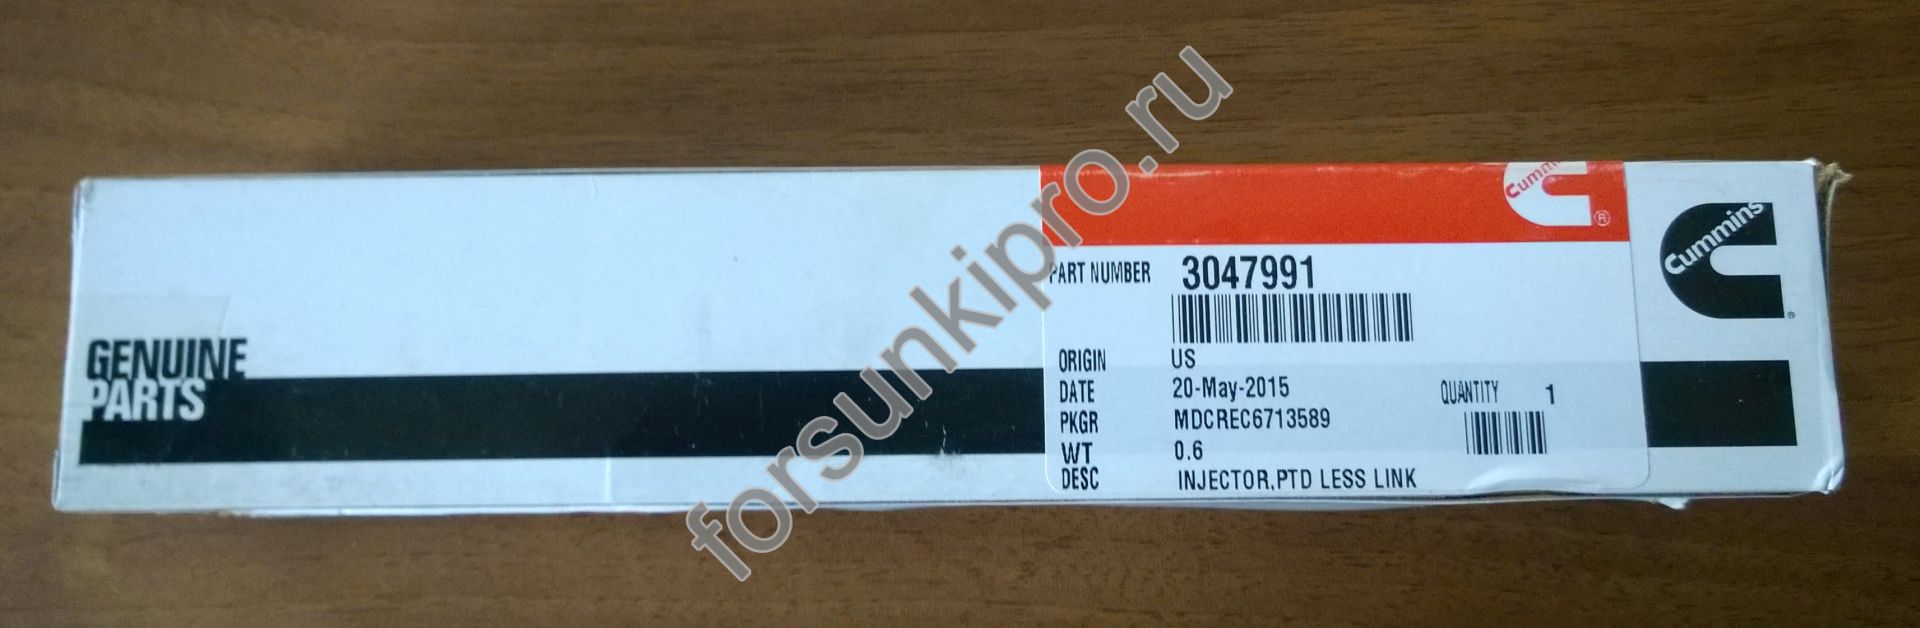 Cummins
®
Cummins
®
PART NUMBER 3047991
ORIGIN US
DATE 20-May-2015 QUANTITY 1
PKGR MDCREC6713589
WT 0.6
DESC INJECTOR,PTD LESS LINK
GENUINE
PARTS
forsunkipro.ru